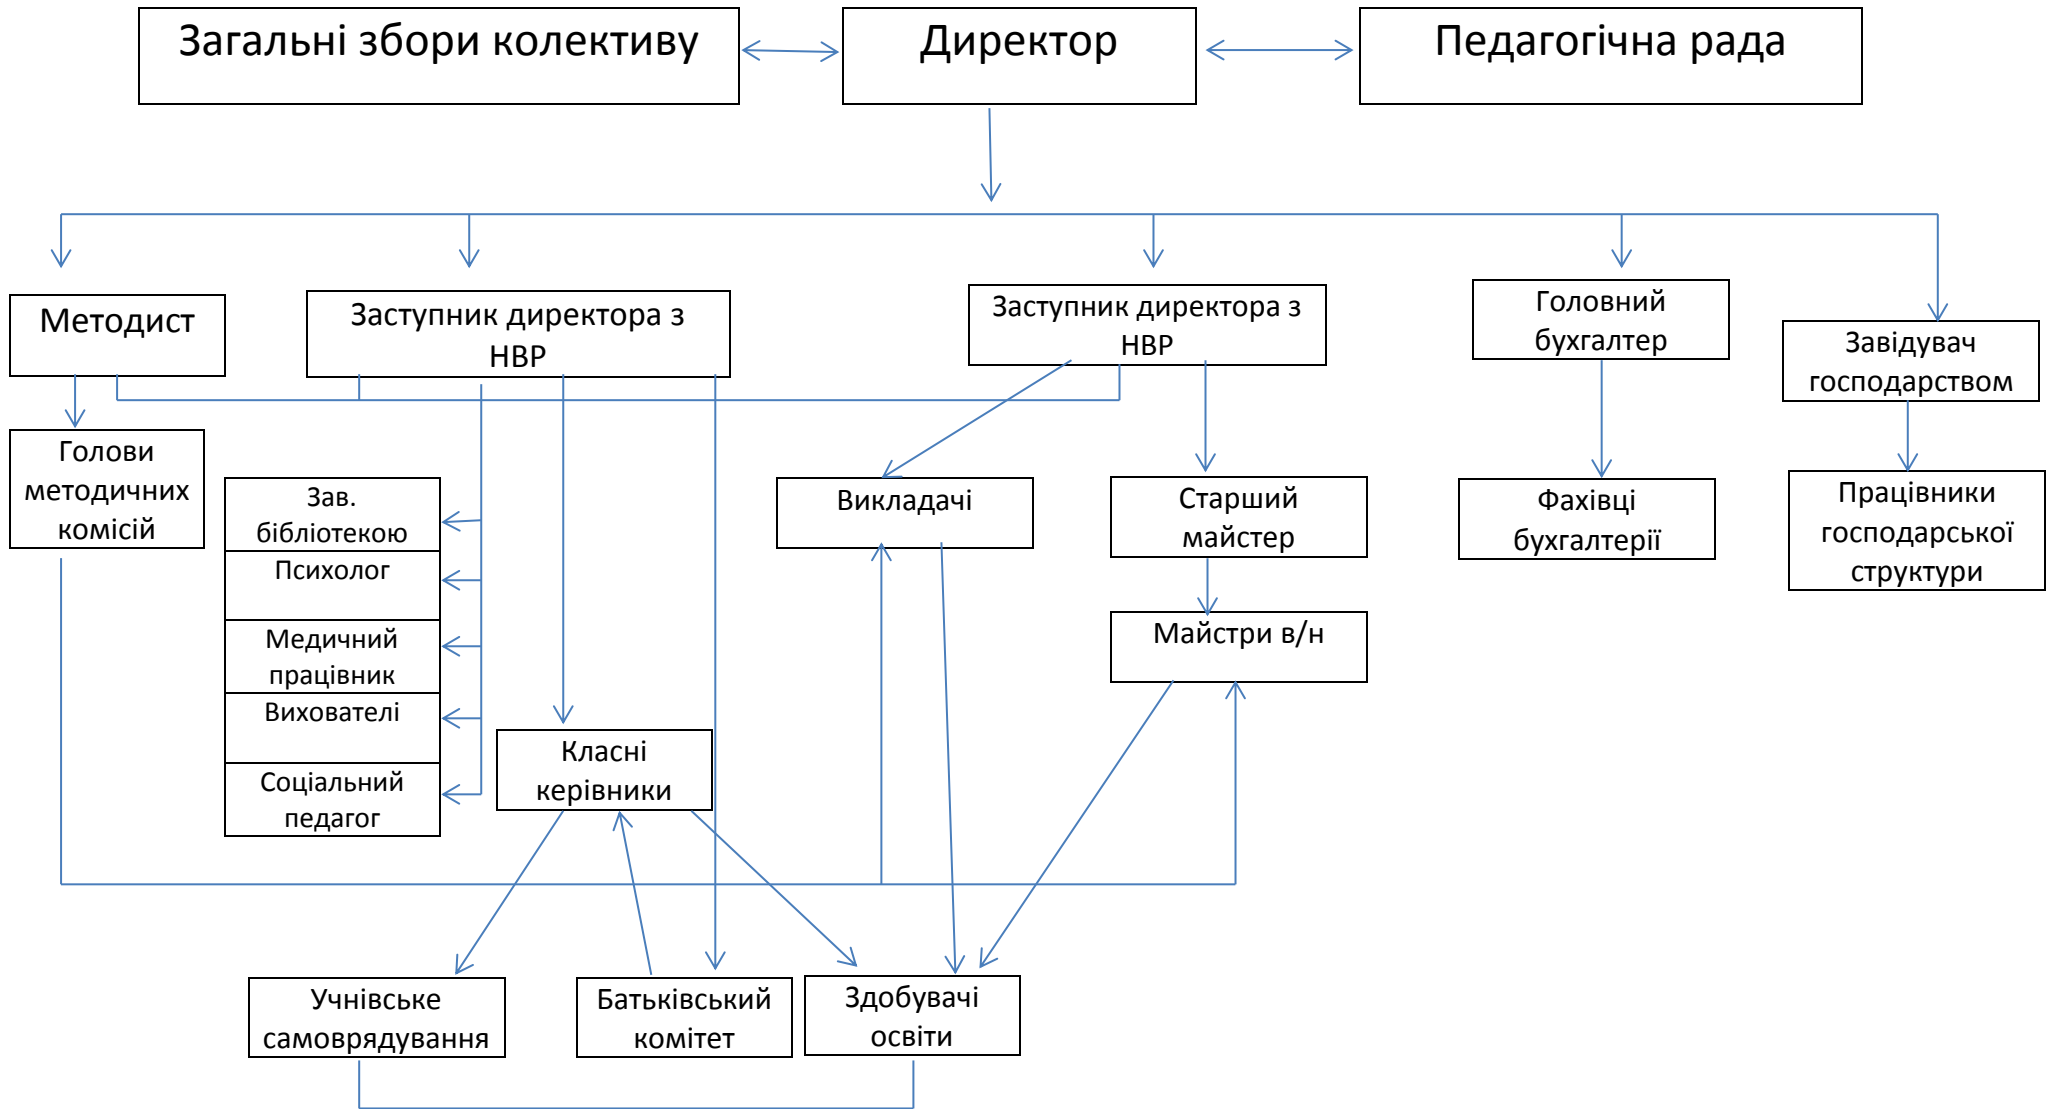 Загальні збори колективу
Директор
Педагогічна рада
Методист
Заступник директора з
НВР
Заступник директора з
НВР
Головний
бухгалтер
Завідувач
господарством
Голови
методичних
комісій
Зав.
бібліотекою
Психолог
Медичний
працівник
Вихователі
Соціальний
педагог
Викладачі
Старший
майстер
Фахівці
бухгалтерії
Працівники
господарської
структури
Майстри в/н
Класні
керівники
Учнівське
самоврядування
Батьківський
комітет
Здобувачі
освіти